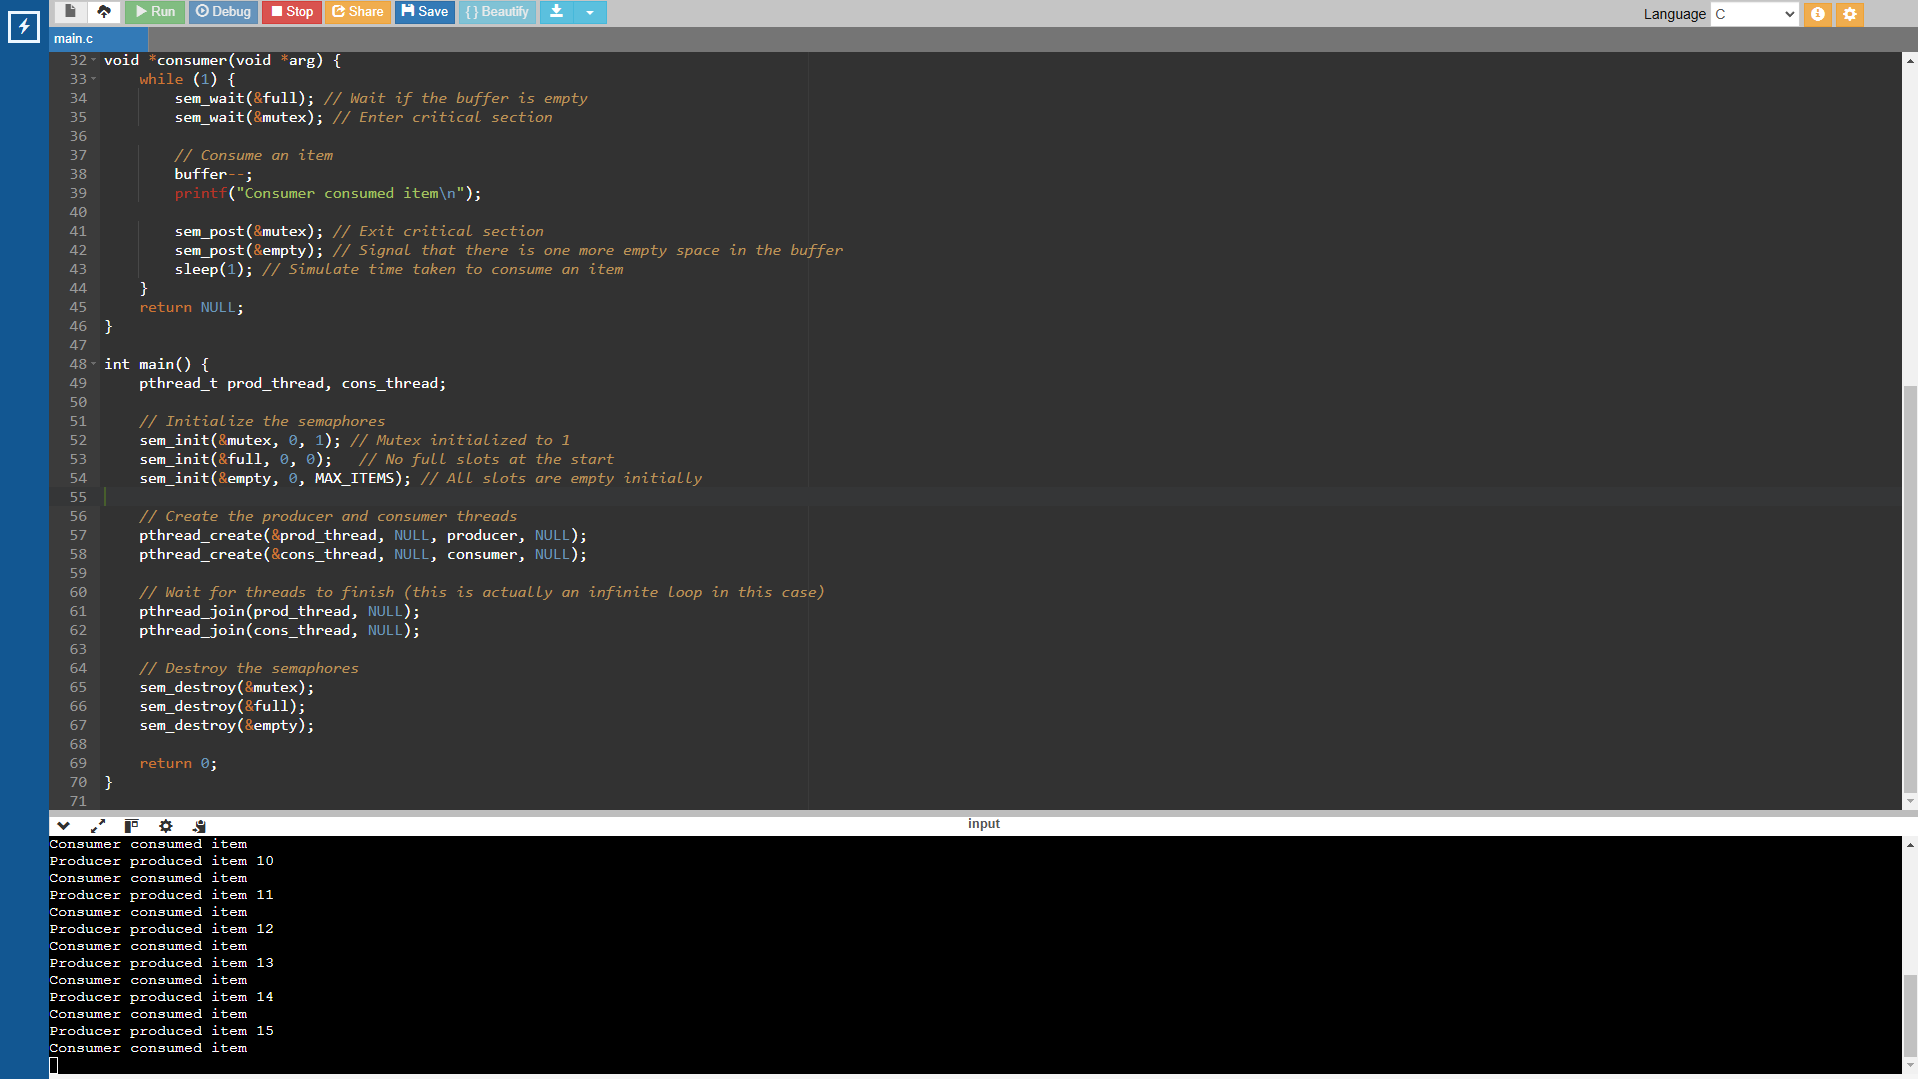 Run Debug Stop Share Save {} Beautify Language C
main.c
32 void *consumer(void *arg) {
33     while (1) {
34         sem_wait(&full); // Wait if the buffer is empty
35         sem_wait(&mutex); // Enter critical section
36
37         // Consume an item
38         buffer--;
39         printf("Consumer consumed item\n");
40
41         sem_post(&mutex); // Exit critical section
42         sem_post(&empty); // Signal that there is one more empty space in the buffer
43         sleep(1); // Simulate time taken to consume an item
44     }
45     return NULL;
46 }
47
48 int main() {
49     pthread_t prod_thread, cons_thread;
50
51     // Initialize the semaphores
52     sem_init(&mutex, 0, 1); // Mutex initialized to 1
53     sem_init(&full, 0, 0);   // No full slots at the start
54     sem_init(&empty, 0, MAX_ITEMS); // All slots are empty initially
55
56     // Create the producer and consumer threads
57     pthread_create(&prod_thread, NULL, producer, NULL);
58     pthread_create(&cons_thread, NULL, consumer, NULL);
59
60     // Wait for threads to finish (this is actually an infinite loop in this case)
61     pthread_join(prod_thread, NULL);
62     pthread_join(cons_thread, NULL);
63
64     // Destroy the semaphores
65     sem_destroy(&mutex);
66     sem_destroy(&full);
67     sem_destroy(&empty);
68
69     return 0;
70 }
71
input
Consumer consumed item
Producer produced item 10
Consumer consumed item
Producer produced item 11
Consumer consumed item
Producer produced item 12
Consumer consumed item
Producer produced item 13
Consumer consumed item
Producer produced item 14
Consumer consumed item
Producer produced item 15
Consumer consumed item